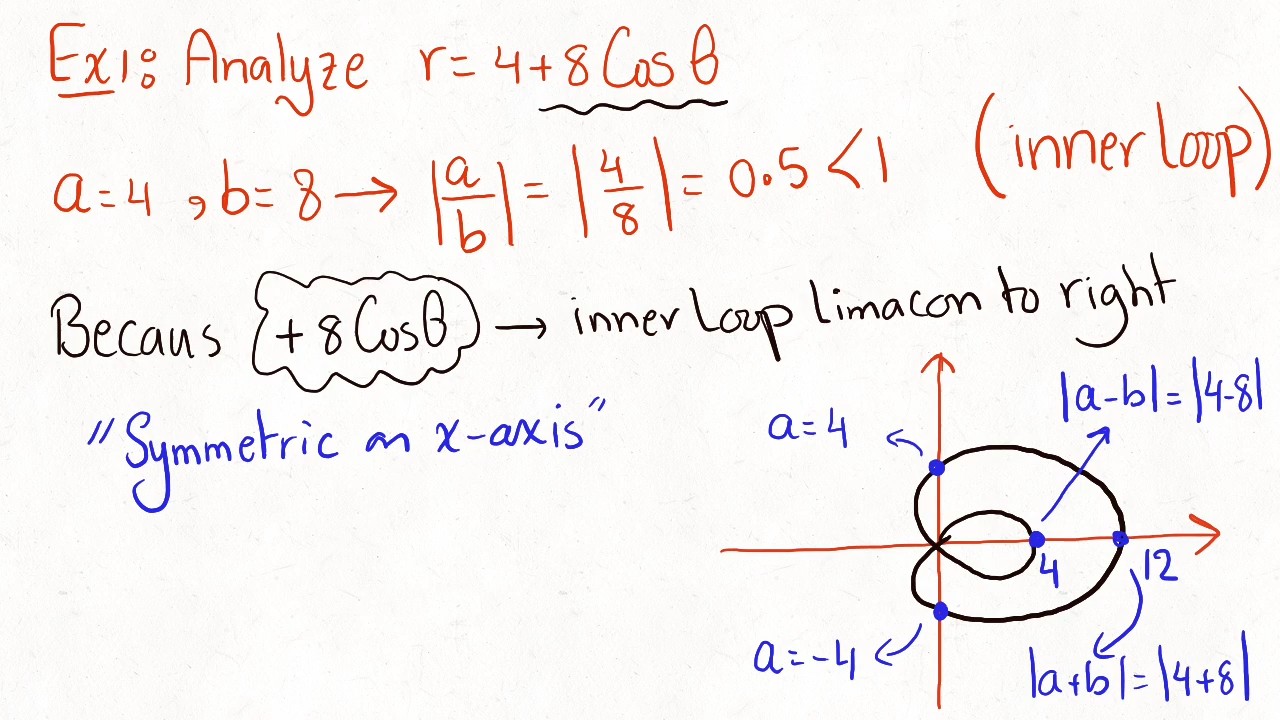 Ex1: Analyze r = 4+8 Cos θ
(inner Loop)
a=4 , b=8 → |a/b| = |4/8| = 0.5 < 1
Becaus +8 Cos θ → inner Loop Limacon to right
"Symmetric on x-axis"
|a-b| = |4-8|
a=4
4
12
a=-4
|a+b| = |4+8|